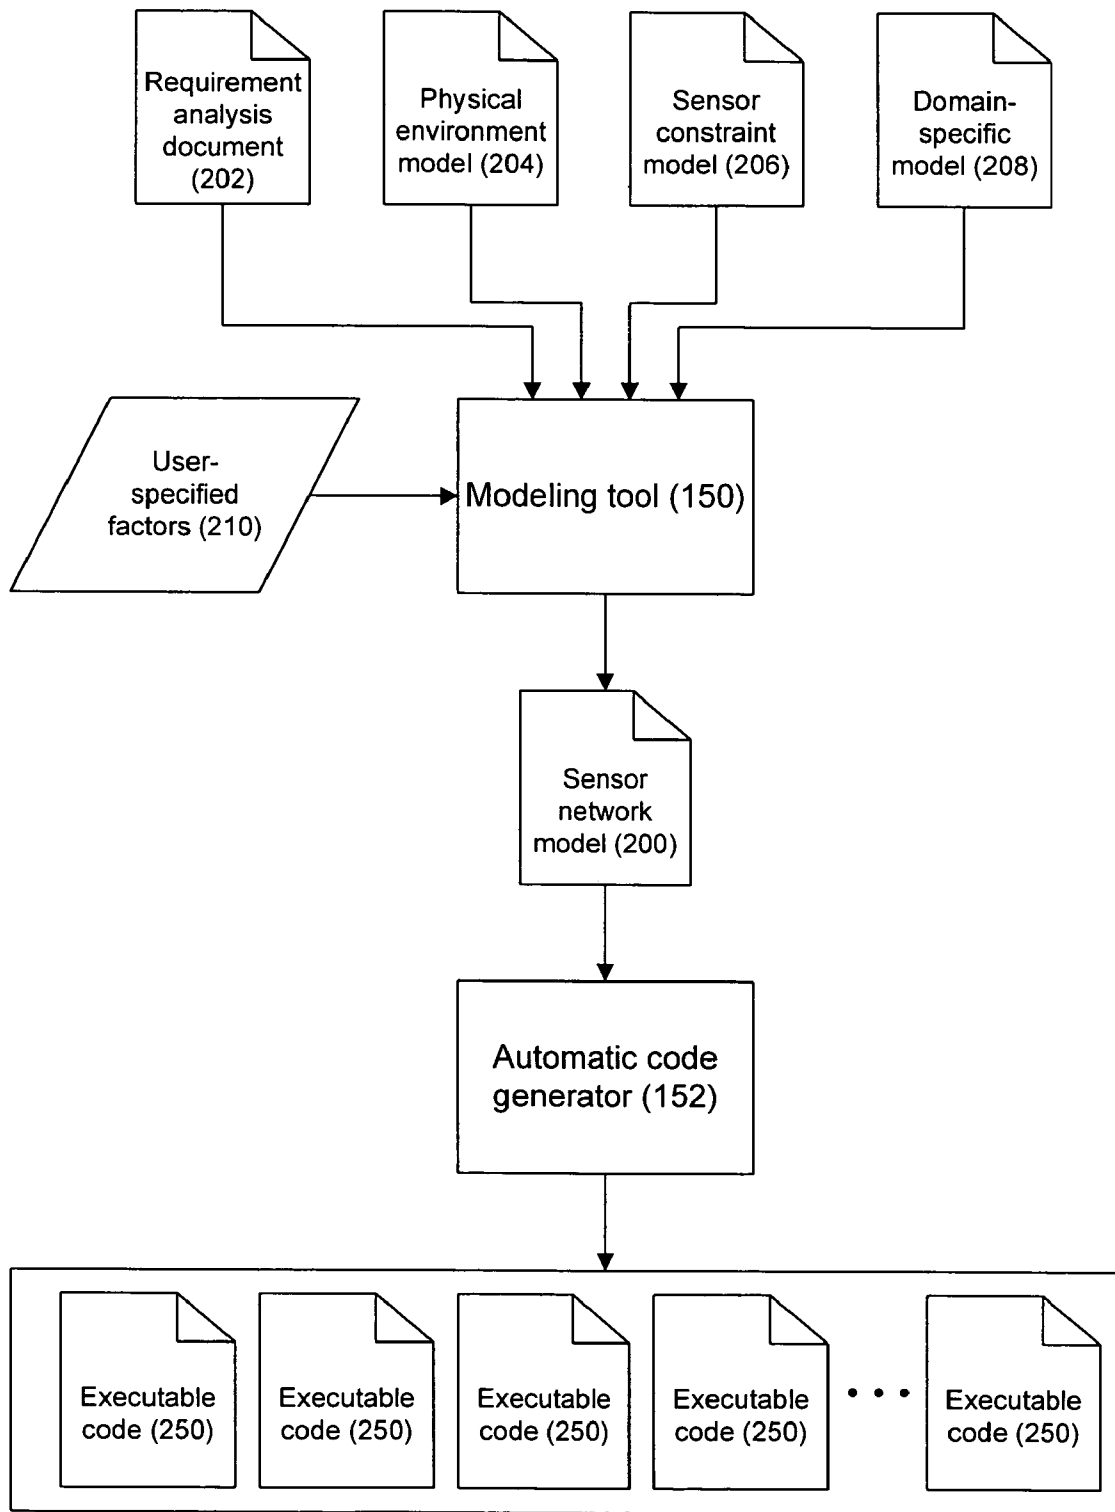 Requirement
analysis
document
(202)
Physical
environment
model (204)
Sensor
constraint
model (206)
Domain-
specific
model (208)
User-
specified
factors (210)
Modeling tool (150)
Sensor
network
model (200)
Automatic code
generator (152)
Executable
code (250)
Executable
code (250)
Executable
code (250)
Executable
code (250)
• • •
Executable
code (250)